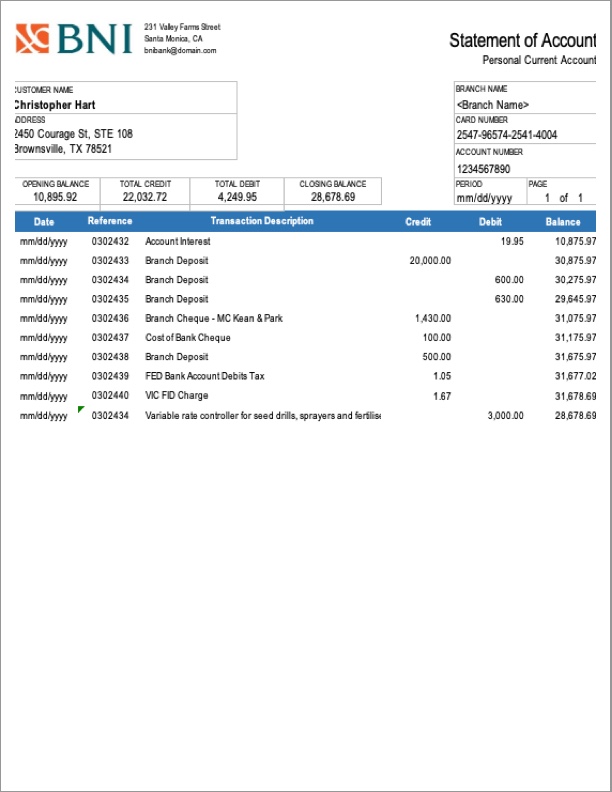 BNI
231 Valley Farms Street
Santa Monica, CA
bnibank@domain.com
Statement of Account
Personal Current Account
CUSTOMER NAME
Christopher Hart
ADDRESS
2450 Courage St, STE 108
Brownsville, TX 78521
BRANCH NAME
<Branch Name>
CARD NUMBER
2547-96574-2541-4004
ACCOUNT NUMBER
1234567890
OPENING BALANCE TOTAL CREDIT TOTAL DEBIT CLOSING BALANCE PERIOD PAGE
10,895.92 22,032.72 4,249.95 28,678.69 mm/dd/yyyy 1 of 1
Date Reference Transaction Description Credit Debit Balance
mm/dd/yyyy 0302432 Account Interest 19.95 10,875.97
mm/dd/yyyy 0302433 Branch Deposit 20,000.00 30,875.97
mm/dd/yyyy 0302434 Branch Deposit 600.00 30,275.97
mm/dd/yyyy 0302435 Branch Deposit 630.00 29,645.97
mm/dd/yyyy 0302436 Branch Cheque - MC Kean & Park 1,430.00 31,075.97
mm/dd/yyyy 0302437 Cost of Bank Cheque 100.00 31,175.97
mm/dd/yyyy 0302438 Branch Deposit 500.00 31,675.97
mm/dd/yyyy 0302439 FED Bank Account Debits Tax 1.05 31,677.02
mm/dd/yyyy 0302440 VIC FID Charge 1.67 31,678.69
mm/dd/yyyy 0302434 Variable rate controller for seed drills, sprayers and fertilise 3,000.00 28,678.69